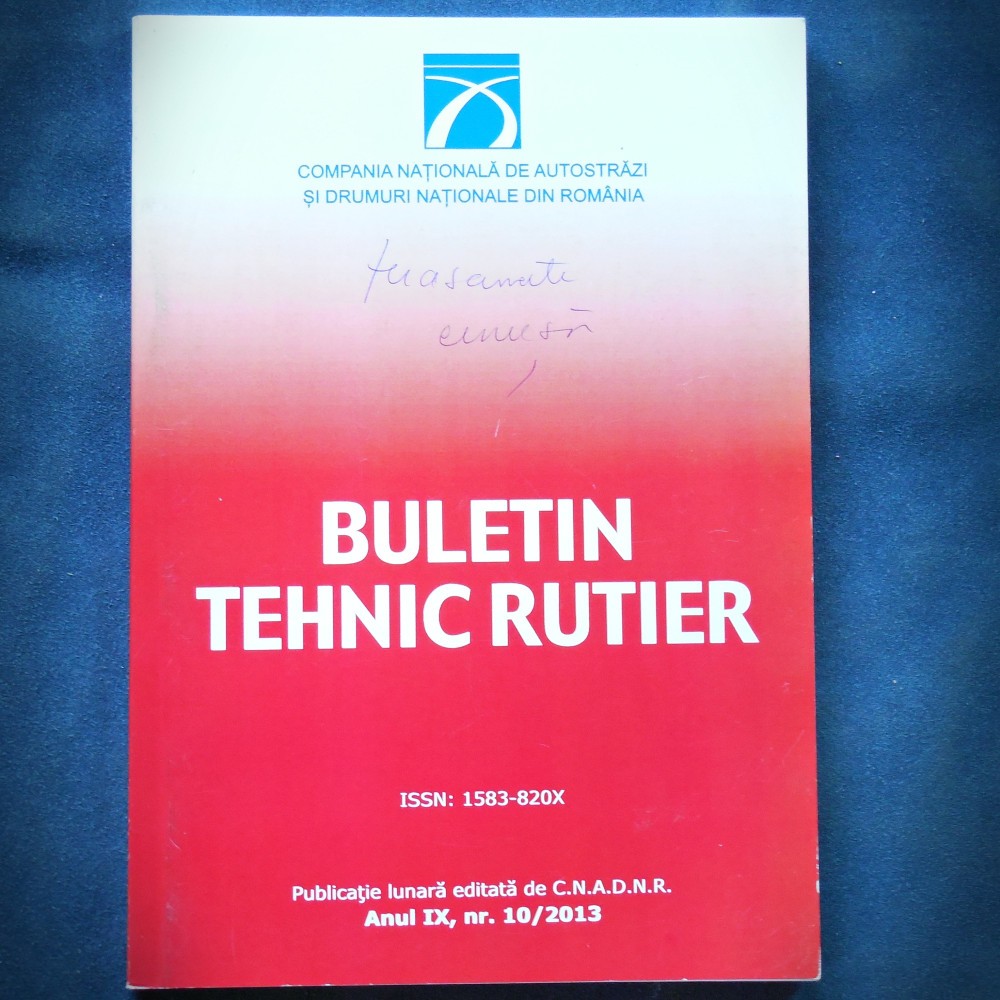 COMPANIA NAȚIONALĂ DE AUTOSTRĂZI
ȘI DRUMURI NAȚIONALE DIN ROMÂNIA
BULETIN
TEHNIC RUTIER
ISSN: 1583-820X
Publicaţie lunară editată de C.N.A.D.N.R.
Anul IX, nr. 10/2013